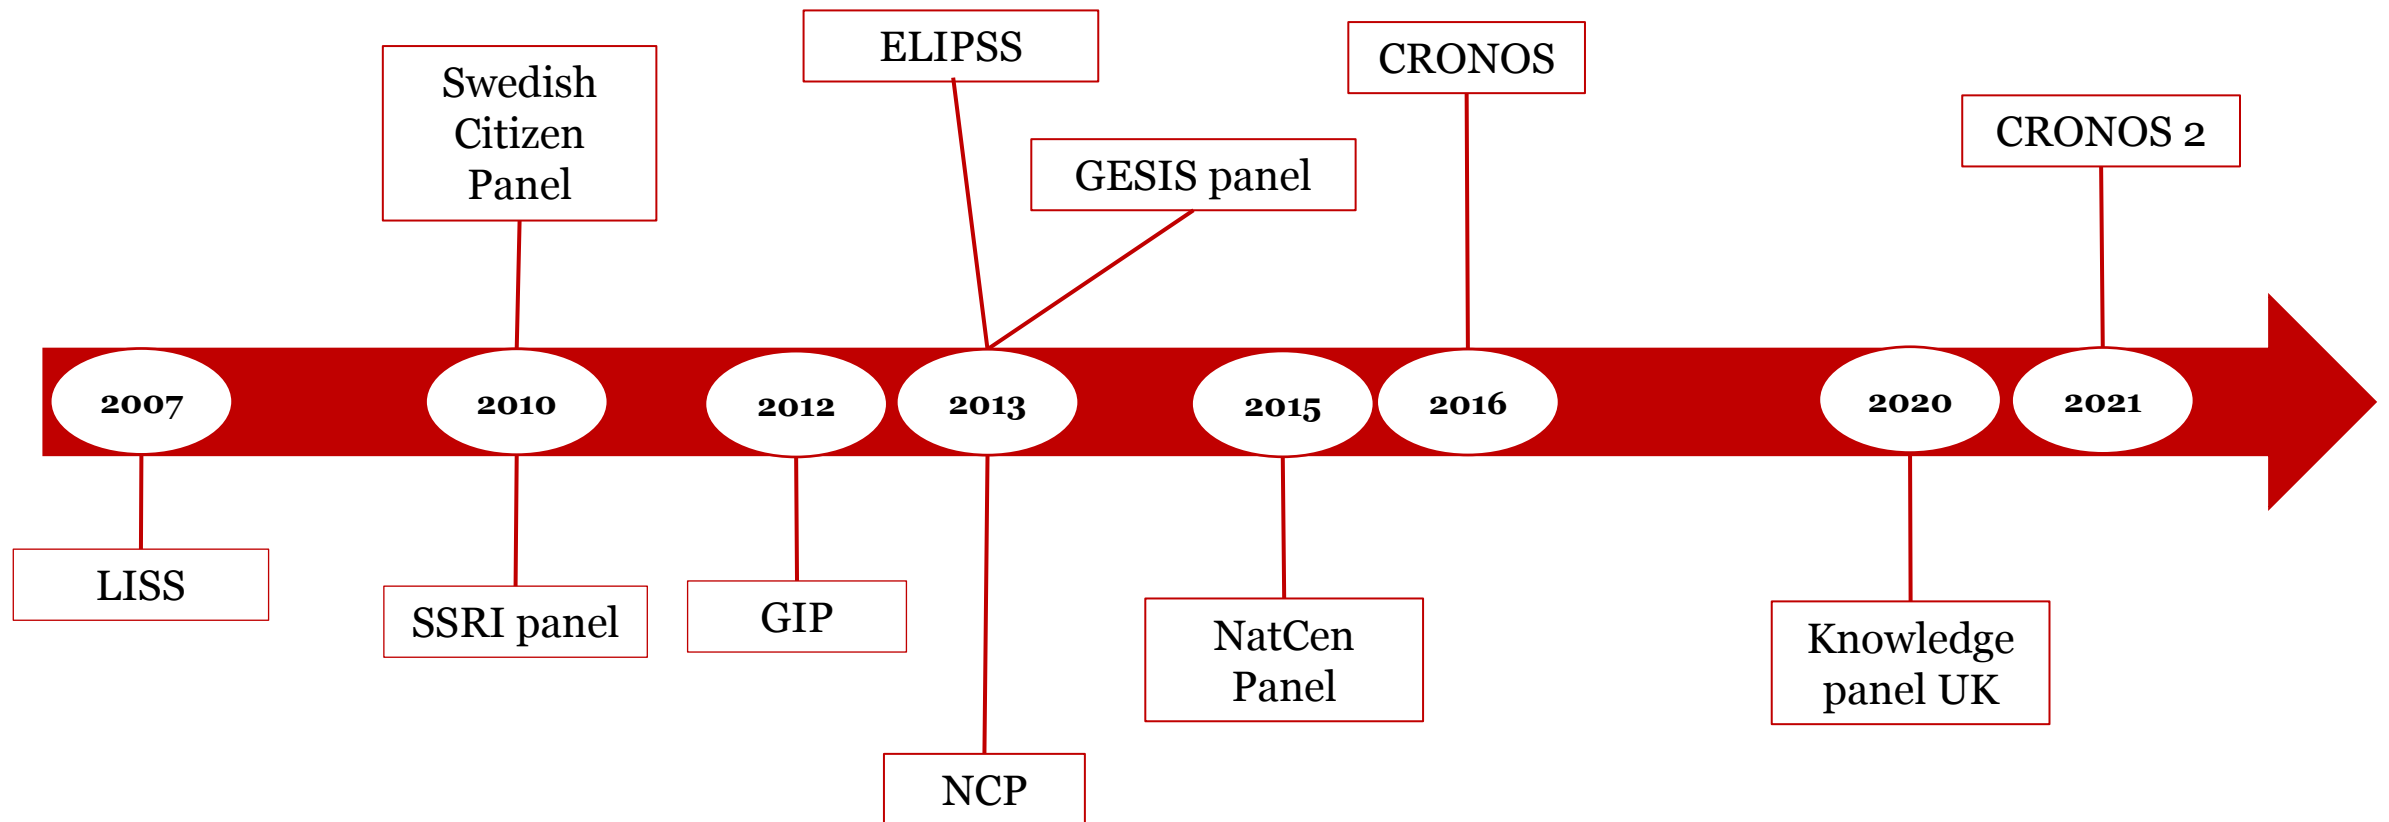 ELIPSS
CRONOS
Swedish
Citizen
Panel
CRONOS 2
GESIS panel
2007
2010
2012
2013
2015
2016
2020
2021
LISS
SSRI panel
GIP
NatCen
Panel
Knowledge
panel UK
NCP